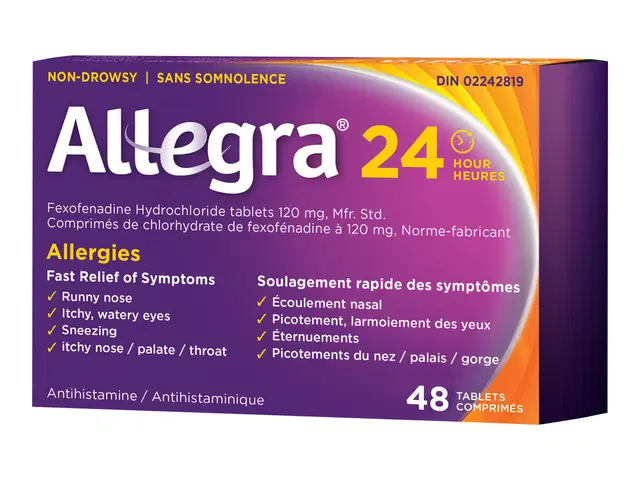 NON-DROWSY | SANS SOMNOLENCE
DIN 02242819
Allegra® 24 HOUR HEURES
Fexofenadine Hydrochloride tablets 120 mg, Mfr. Std.
Comprimés de chlorhydrate de fexofénadine à 120 mg, Norme-fabricant
Allergies
Fast Relief of Symptoms
✓ Runny nose
✓ Itchy, watery eyes
✓ Sneezing
✓ itchy nose / palate / throat
Soulagement rapide des symptômes
✓ Écoulement nasal
✓ Picotement, larmoiement des yeux
✓ Éternuements
✓ Picotements du nez / palais / gorge
Antihistamine / Antihistaminique
48 TABLETS COMPRIMÉS